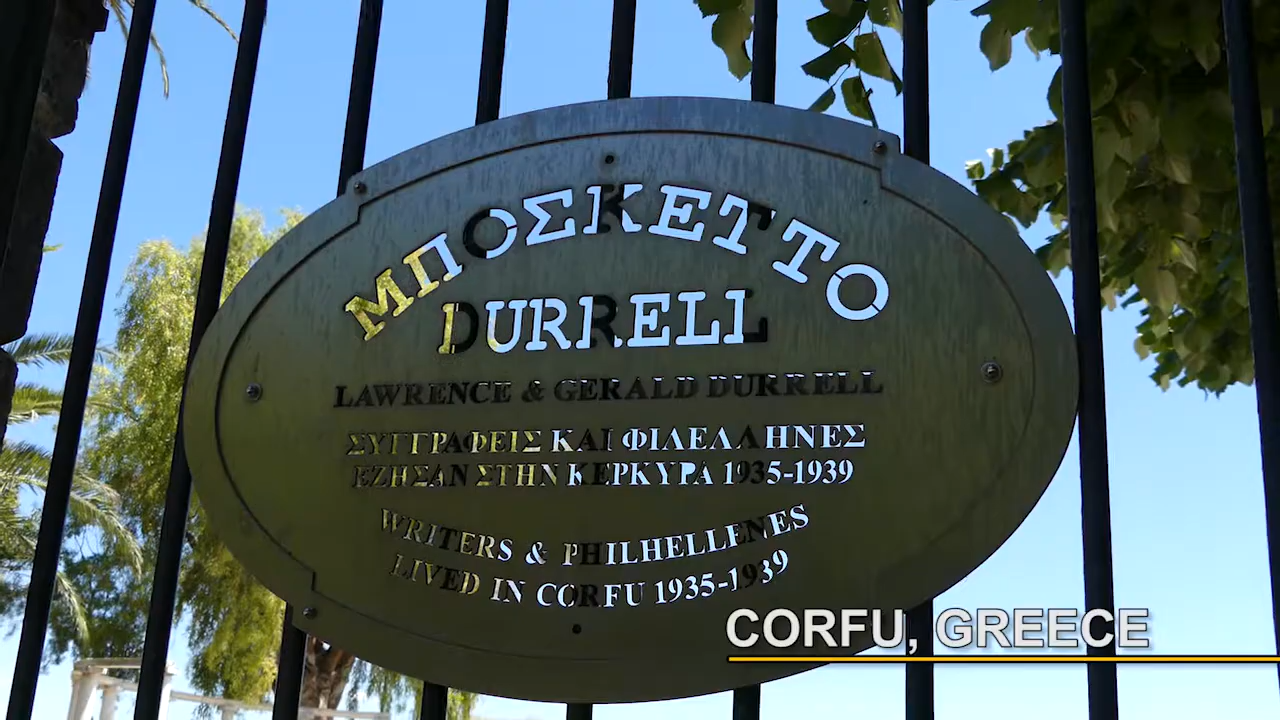 ΜΠΟΣΚΕΤΤΟ
DURRELL
LAWRENCE & GERALD DURRELL
ΣΥΓΓΡΑΦΕΙΣ ΚΑΙ ΦΙΛΕΛΛΗΝΕΣ
ΕΖΗΣΑΝ ΣΤΗΝ ΚΕΡΚΥΡΑ 1935-1939
WRITERS & PHILHELLENES
LIVED IN CORFU 1935-1939
CORFU, GREECE